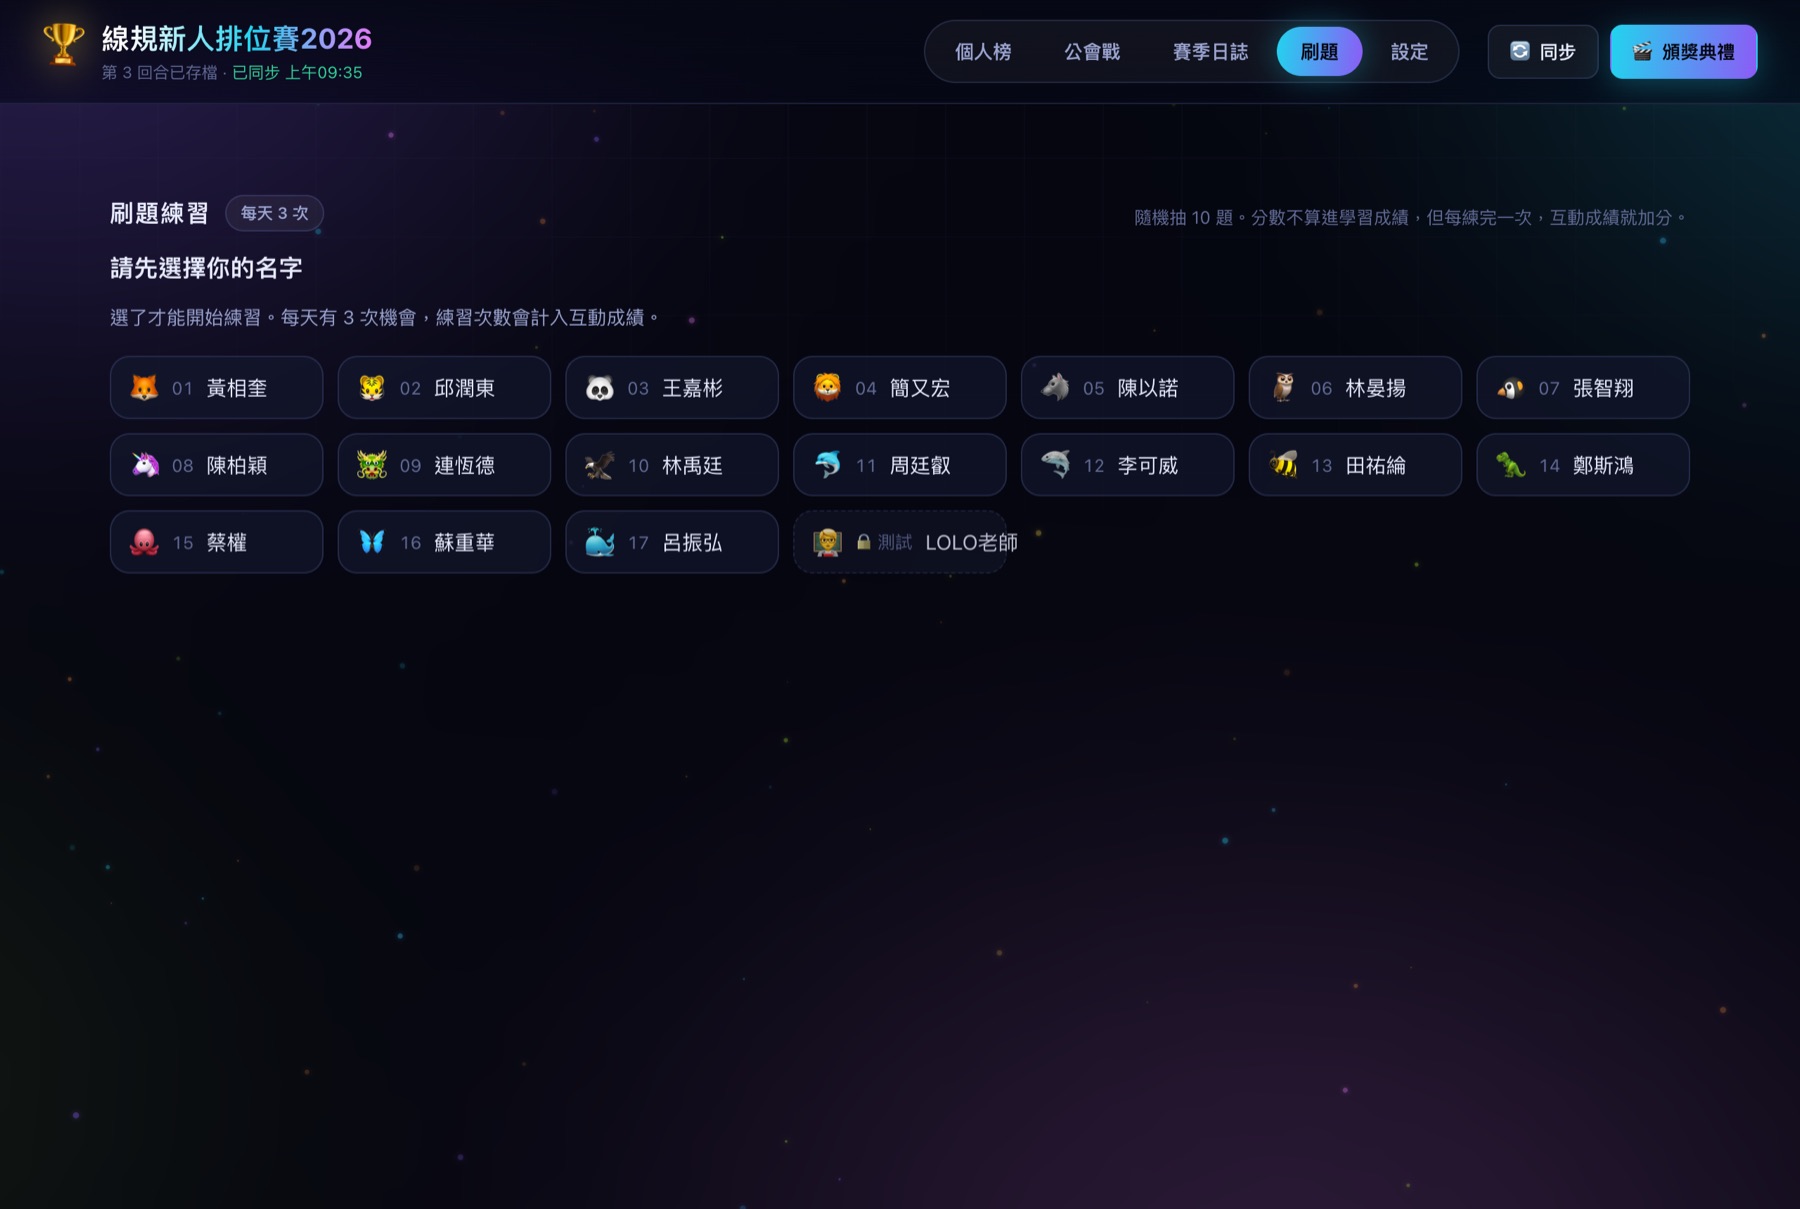 線規新人排位賽2026
第 3 回合已存檔 · 已同步 上午09:35
個人榜
公會戰
賽季日誌
刷題
設定
同步
頒獎典禮
刷題練習
每天 3 次
隨機抽 10 題。分數不算進學習成績，但每練完一次，互動成績就加分。
請先選擇你的名字
選了才能開始練習。每天有 3 次機會，練習次數會計入互動成績。
01 黃相奎
02 邱潤東
03 王嘉彬
04 簡又宏
05 陳以諾
06 林晏揚
07 張智翔
08 陳柏穎
09 連恆德
10 林禹廷
11 周廷叡
12 李可威
13 田祐綸
14 鄭斯鴻
15 蔡權
16 蘇重華
17 呂振弘
測試 LOLO老師